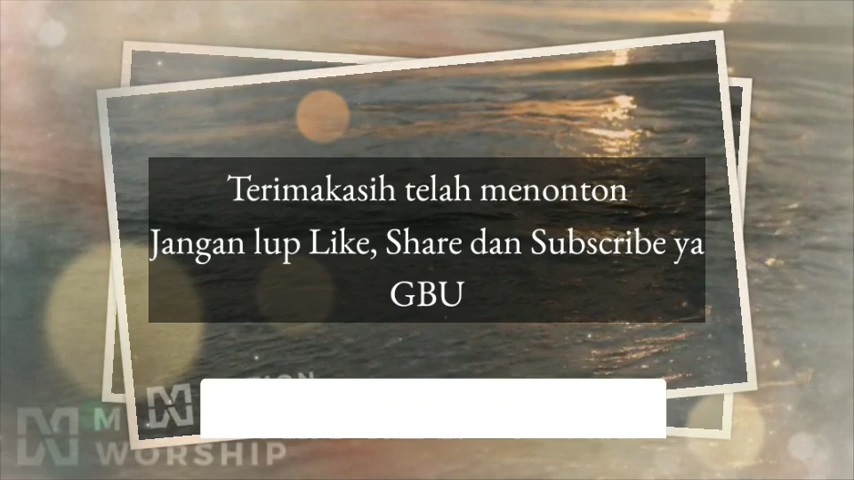 Terimakasih telah menonton
Jangan lup Like, Share dan Subscribe ya
GBU
WORSHIP